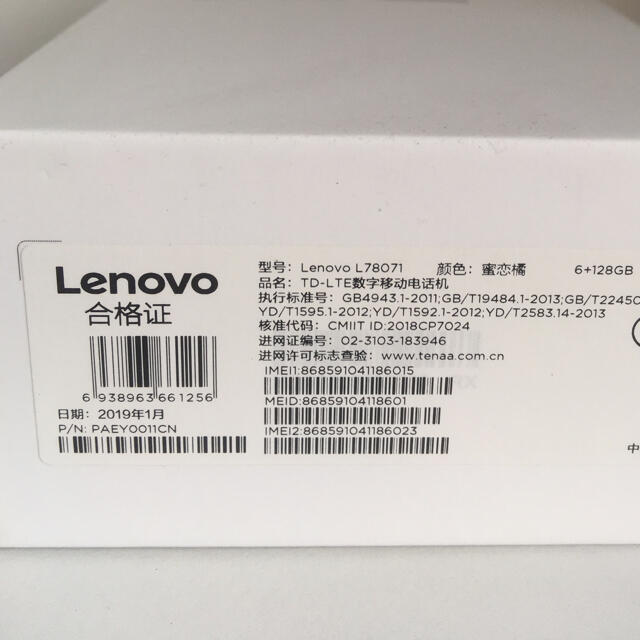 Lenovo
合格证
6 938963 661256
日期：2019年1月
P/N: PAEY0011CN
型号：Lenovo L78071 颜色：蜜恋橘 6+128GB
品名：TD-LTE数字移动电话机
执行标准号：GB4943.1-2011;GB/T19484.1-2013;GB/T22450
YD/T1595.1-2012;YD/T1592.1-2012;YD/T2583.14-2013
核准代码：CMIIT ID:2018CP7024
进网证编号：02-3103-183946
进网许可标志查验：www.tenaa.com.cn
IMEI1:868591041186015
MEID:86859104118601
IMEI2:868591041186023
中